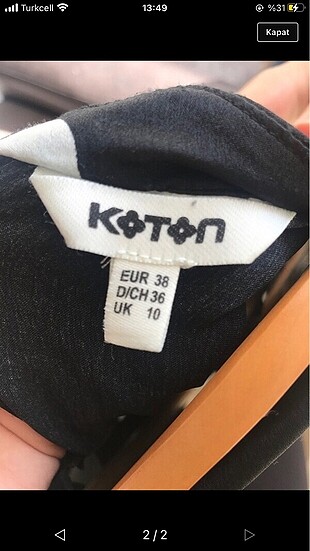 Turkcell 13:49 %31
Kapat
KOTON
EUR 38
D/CH 36
UK 10
2 / 2